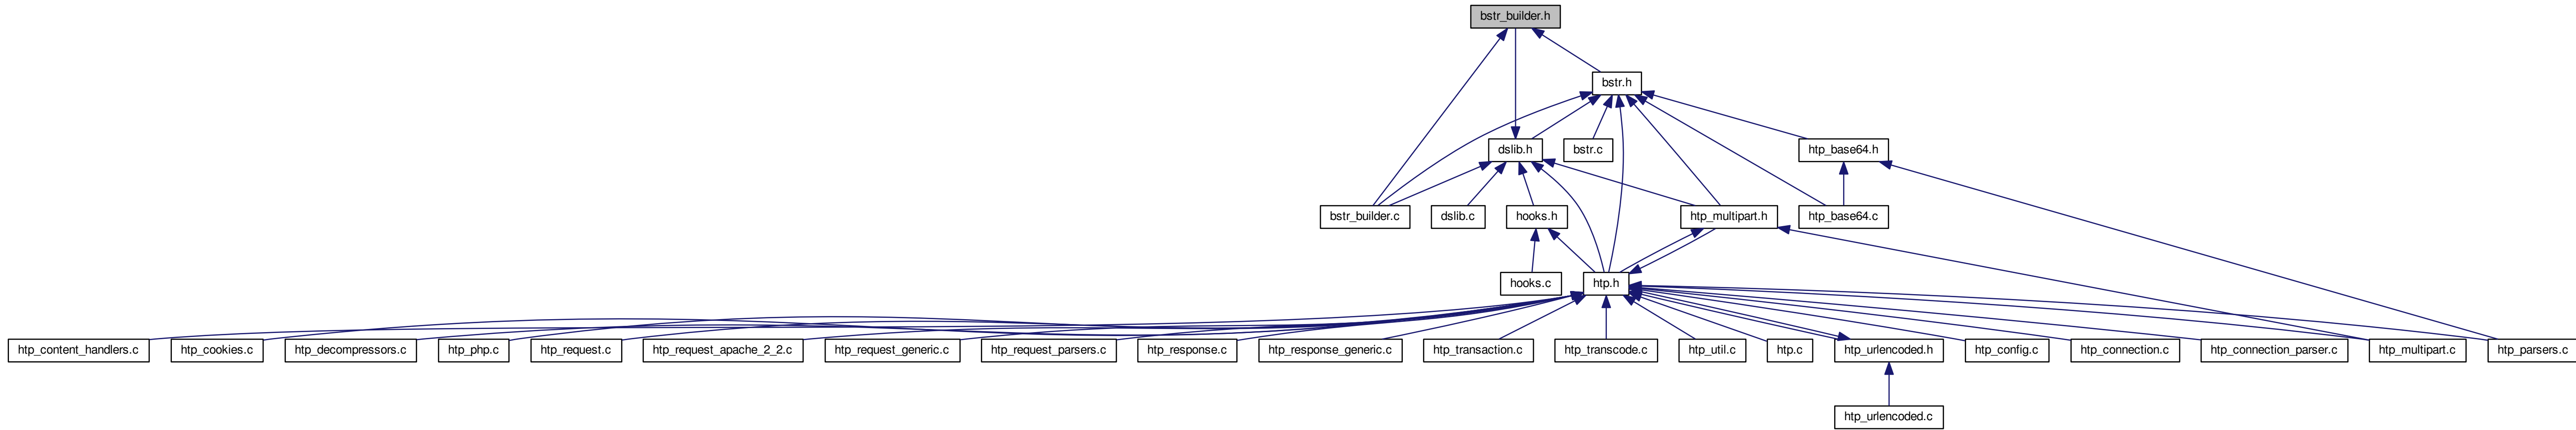 bstr_builder.h
bstr.h
dslib.h
bstr.c
htp_base64.h
bstr_builder.c
dslib.c
hooks.h
htp_multipart.h
htp_base64.c
hooks.c
htp.h
htp_content_handlers.c
htp_cookies.c
htp_decompressors.c
htp_php.c
htp_request.c
htp_request_apache_2_2.c
htp_request_generic.c
htp_request_parsers.c
htp_response.c
htp_response_generic.c
htp_transaction.c
htp_transcode.c
htp_util.c
htp.c
htp_urlencoded.h
htp_config.c
htp_connection.c
htp_connection_parser.c
htp_multipart.c
htp_parsers.c
htp_urlencoded.c